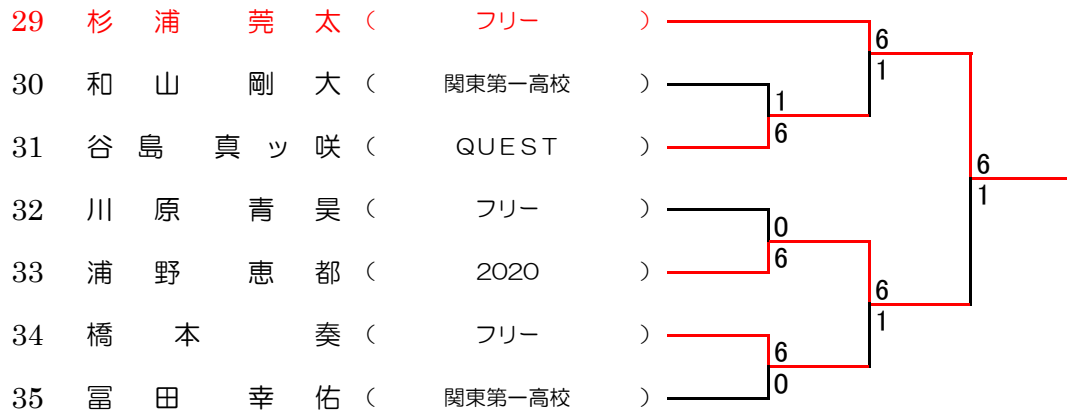 29 杉浦 莞太 （ フリー ） 6
1
30 和山 剛大 （ 関東第一高校 ） 1
31 谷島 真ッ咲 （ QUEST ） 6
6
1
32 川原 青昊 （ フリー ） 0
33 浦野 恵都 （ 2020 ） 6
6
1
34 橋本 奏 （ フリー ） 6
35 冨田 幸佑 （ 関東第一高校 ） 0